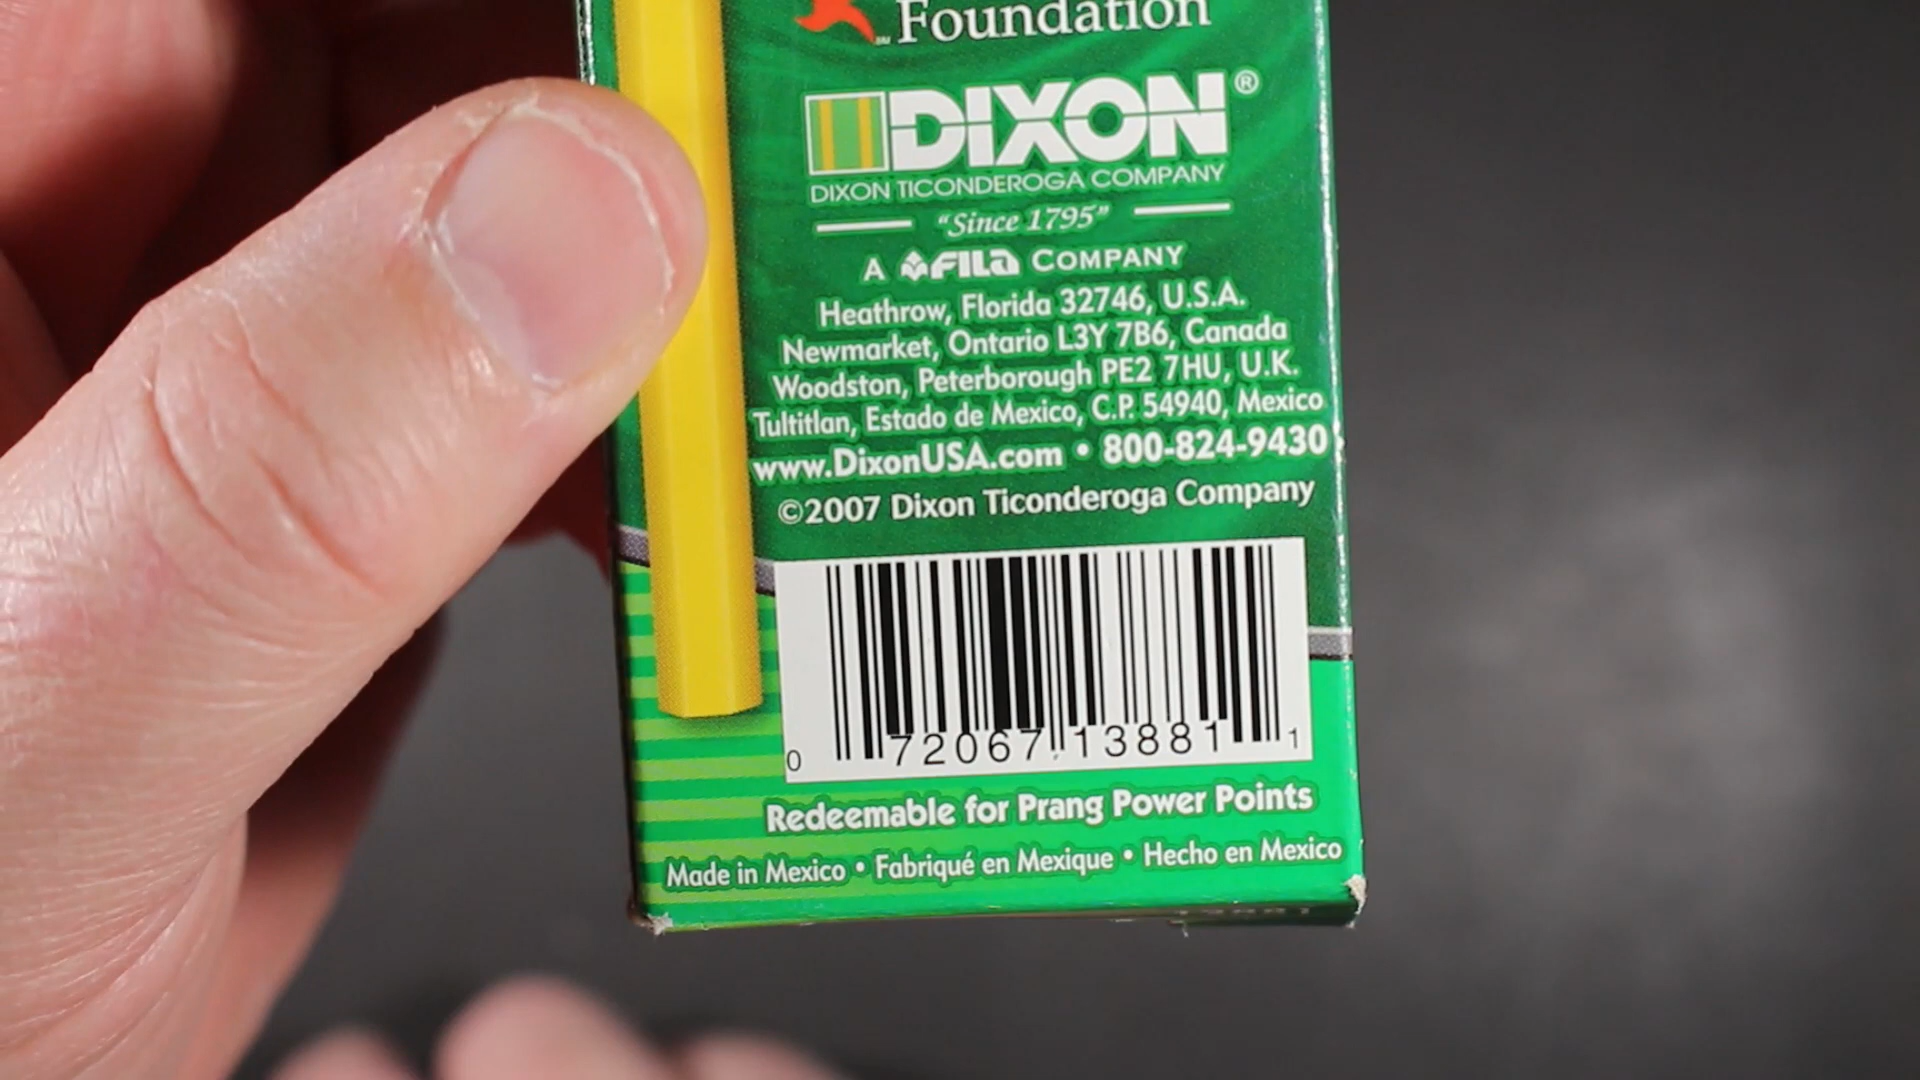 Foundation
DIXON®
DIXON TICONDEROGA COMPANY
“Since 1795”
A FILA COMPANY
Heathrow, Florida 32746, U.S.A.
Newmarket, Ontario L3Y 7B6, Canada
Woodston, Peterborough PE2 7HU, U.K.
Tultitlan, Estado de Mexico, C.P. 54940, Mexico
www.DixonUSA.com • 800-824-9430
©2007 Dixon Ticonderoga Company
0 72067 13881 1
Redeemable for Prang Power Points
Made in Mexico • Fabriqué en Mexique • Hecho en Mexico